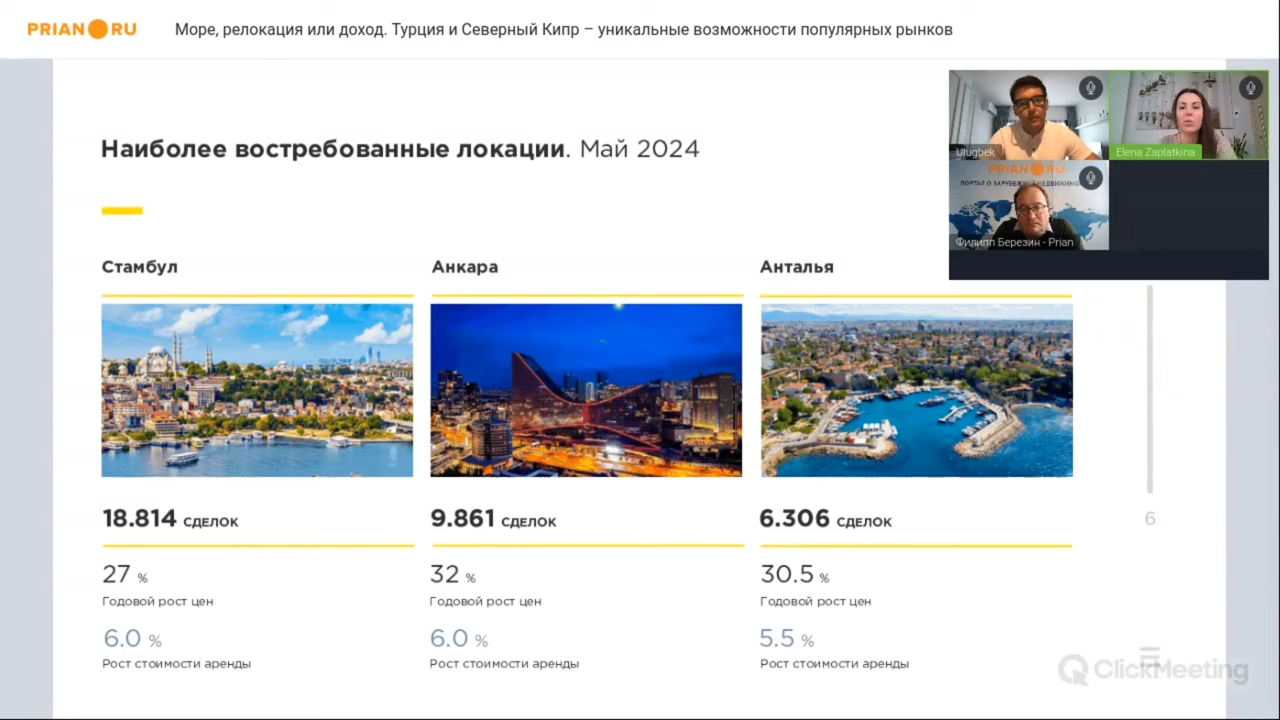 PRIAN RU
Море, релокация или доход. Турция и Северный Кипр – уникальные возможности популярных рынков
Наиболее востребованные локации. Май 2024
Ulugbek
Elena Zaplatkina
PRIAN RU
ПОРТАЛ О ЗАРУБЕЖНОЙ НЕДВИЖИМО
Филипп Березин - Prian
Стамбул
Анкара
Анталья
18.814 СДЕЛОК
9.861 СДЕЛОК
6.306 СДЕЛОК
6
27 %
32 %
30.5 %
Годовой рост цен
Годовой рост цен
Годовой рост цен
6.0 %
6.0 %
5.5 %
Рост стоимости аренды
Рост стоимости аренды
Рост стоимости аренды
ClickMeeting